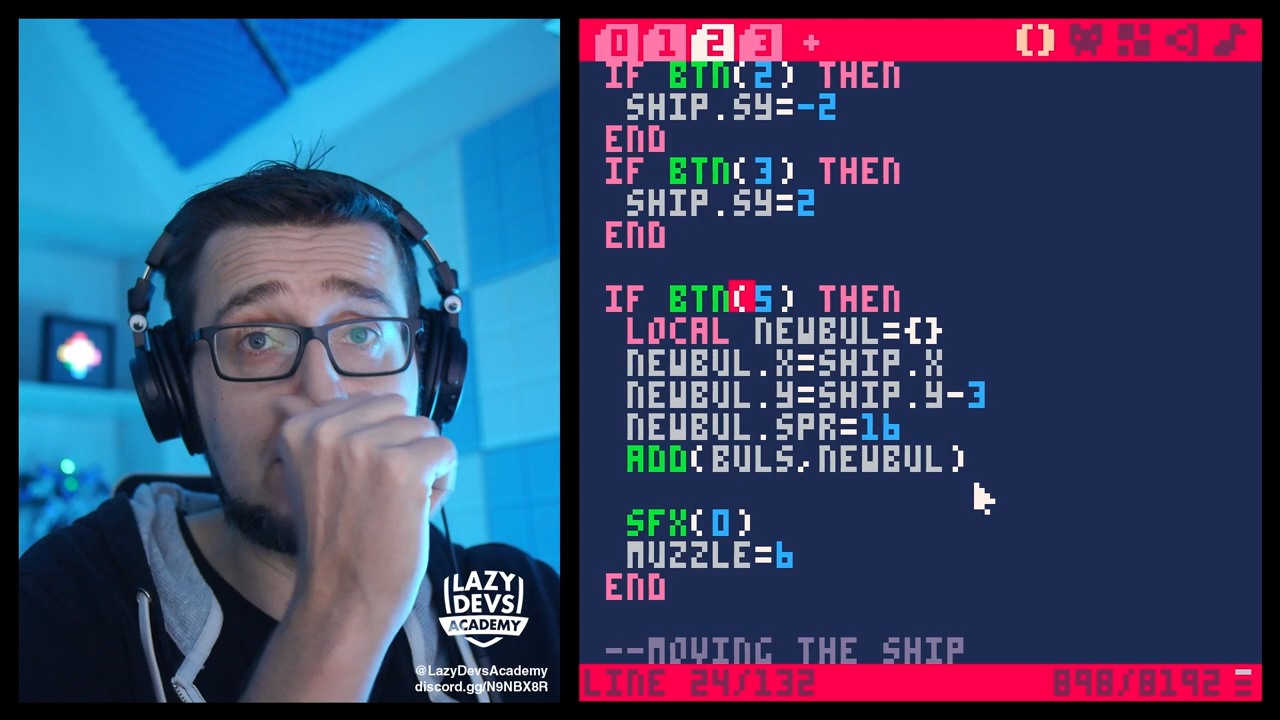 LAZY
DEVS
ACADEMY
@LazyDevsAcademy
discord.gg/N9NBX8R
0 1 2 3 +
IF BTN(2) THEN
SHIP.SY=-2
END
IF BTN(3) THEN
SHIP.SY=2
END
IF BTN(5) THEN
LOCAL NEWBUL={}
NEWBUL.X=SHIP.X
NEWBUL.Y=SHIP.Y-3
NEWBUL.SPR=16
ADD(BULS,NEWBUL)
SFX(0)
MUZZLE=6
END
--MOVING THE SHIP
LINE 24/132
898/8192